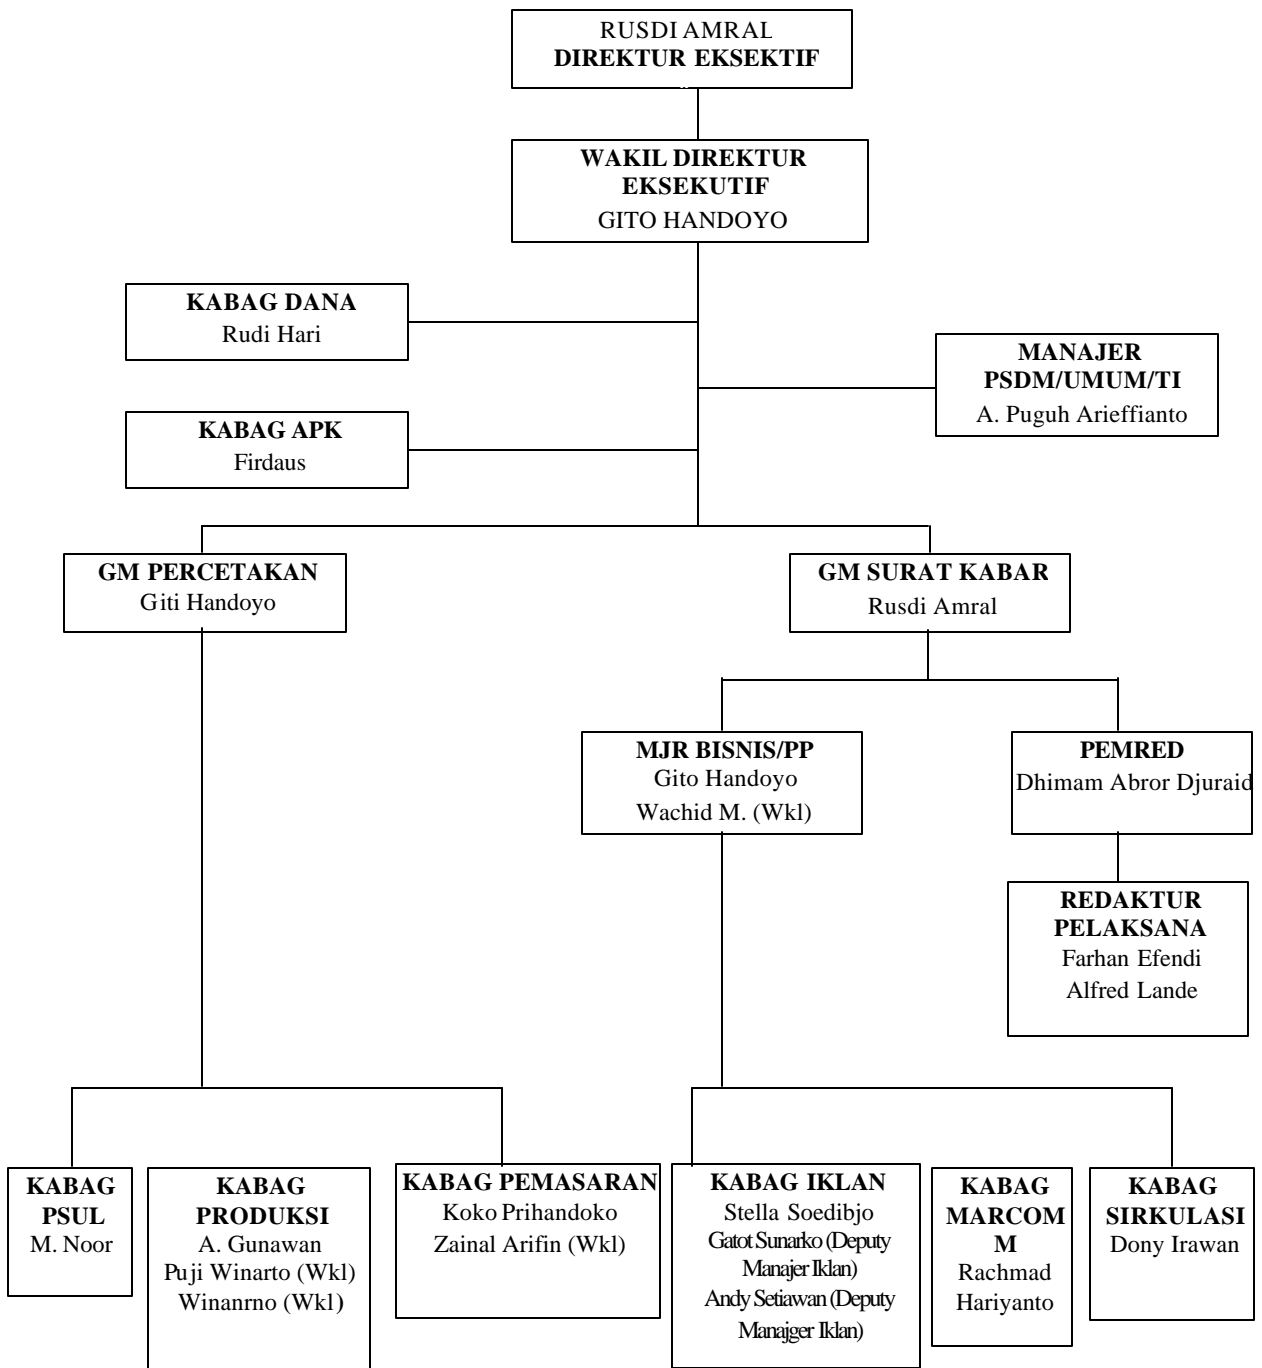 RUSDI AMRAL
DIREKTUR EKSEKTIF
WAKIL DIREKTUR
EKSEKUTIF
GITO HANDOYO
KABAG DANA
Rudi Hari
MANAJER
PSDM/UMUM/TI
A. Puguh Arieffianto
KABAG APK
Firdaus
GM PERCETAKAN
Giti Handoyo
GM SURAT KABAR
Rusdi Amral
MJR BISNIS/PP
Gito Handoyo
Wachid M. (Wkl)
PEMRED
Dhimam Abror Djuraid
REDAKTUR
PELAKSANA
Farhan Efendi
Alfred Lande
KABAG
PSUL
M. Noor
KABAG
PRODUKSI
A. Gunawan
Puji Winarto (Wkl)
Winanrno (Wkl)
KABAG PEMASARAN
Koko Prihandoko
Zainal Arifin (Wkl)
KABAG IKLAN
Stella Soedibjo
Gatot Sunarko (Deputy
Manajer Iklan)
Andy Setiawan (Deputy
Manajger Iklan)
KABAG
MARCOM
M
Rachmad
Hariyanto
KABAG
SIRKULASI
Dony Irawan